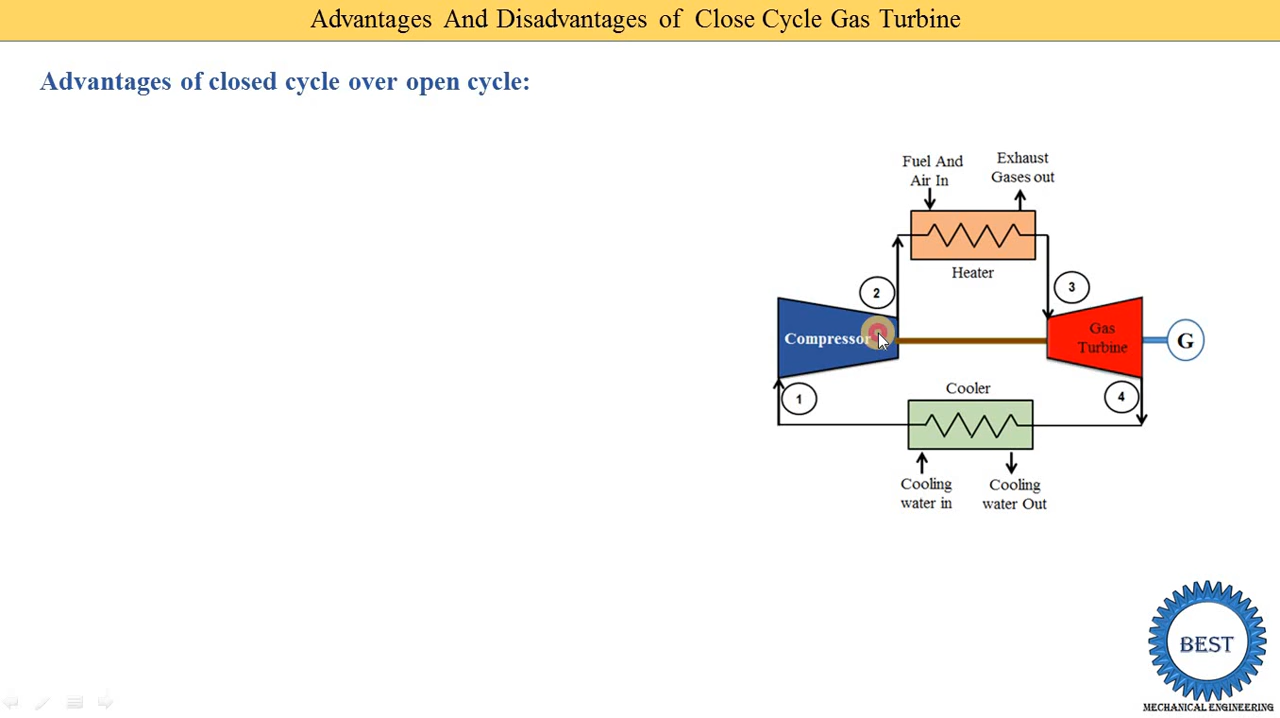 Advantages And Disadvantages of Close Cycle Gas Turbine
Advantages of closed cycle over open cycle:
Fuel And
Air In
Exhaust
Gases out
Heater
2
3
Compressor
Gas
Turbine
G
1
Cooler
4
Cooling
water in
Cooling
water Out
BEST
MECHANICAL ENGINEERING